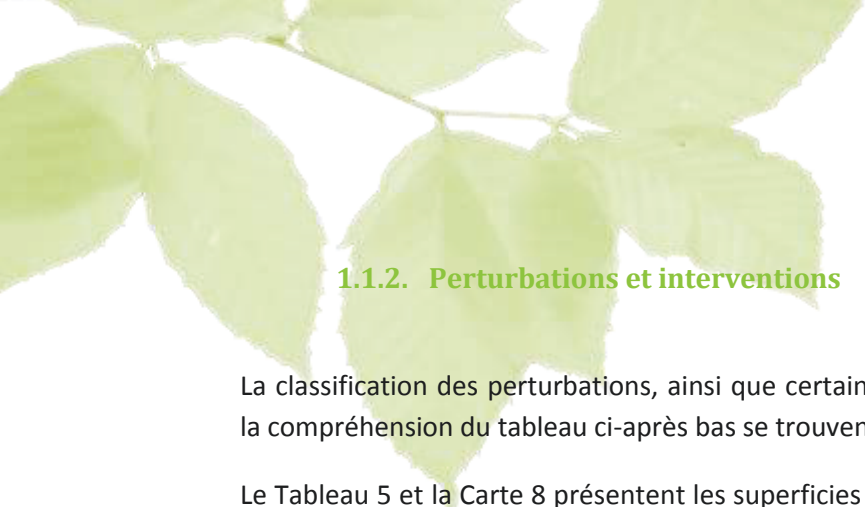 1.1.2. Perturbations et interventions
La classification des perturbations, ainsi que certain
la compréhension du tableau ci-après bas se trouven
Le Tableau 5 et la Carte 8 présentent les superficies